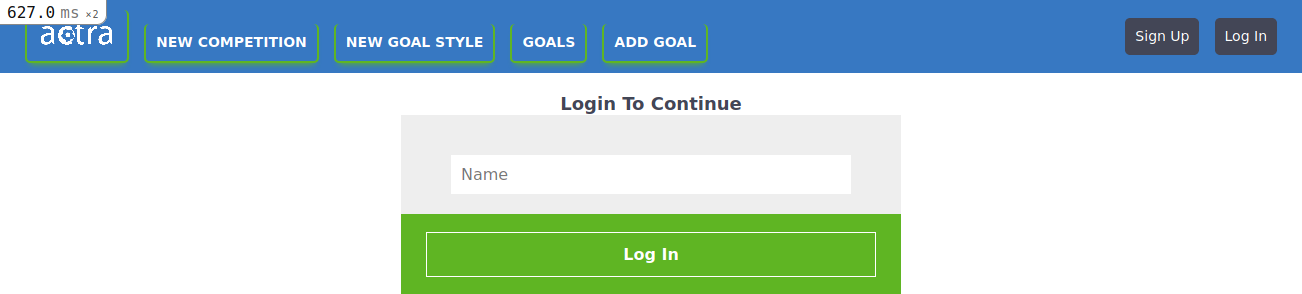 627.0 ms ×2
NEW COMPETITION NEW GOAL STYLE GOALS ADD GOAL Sign Up Log In
Login To Continue
Name
Log In